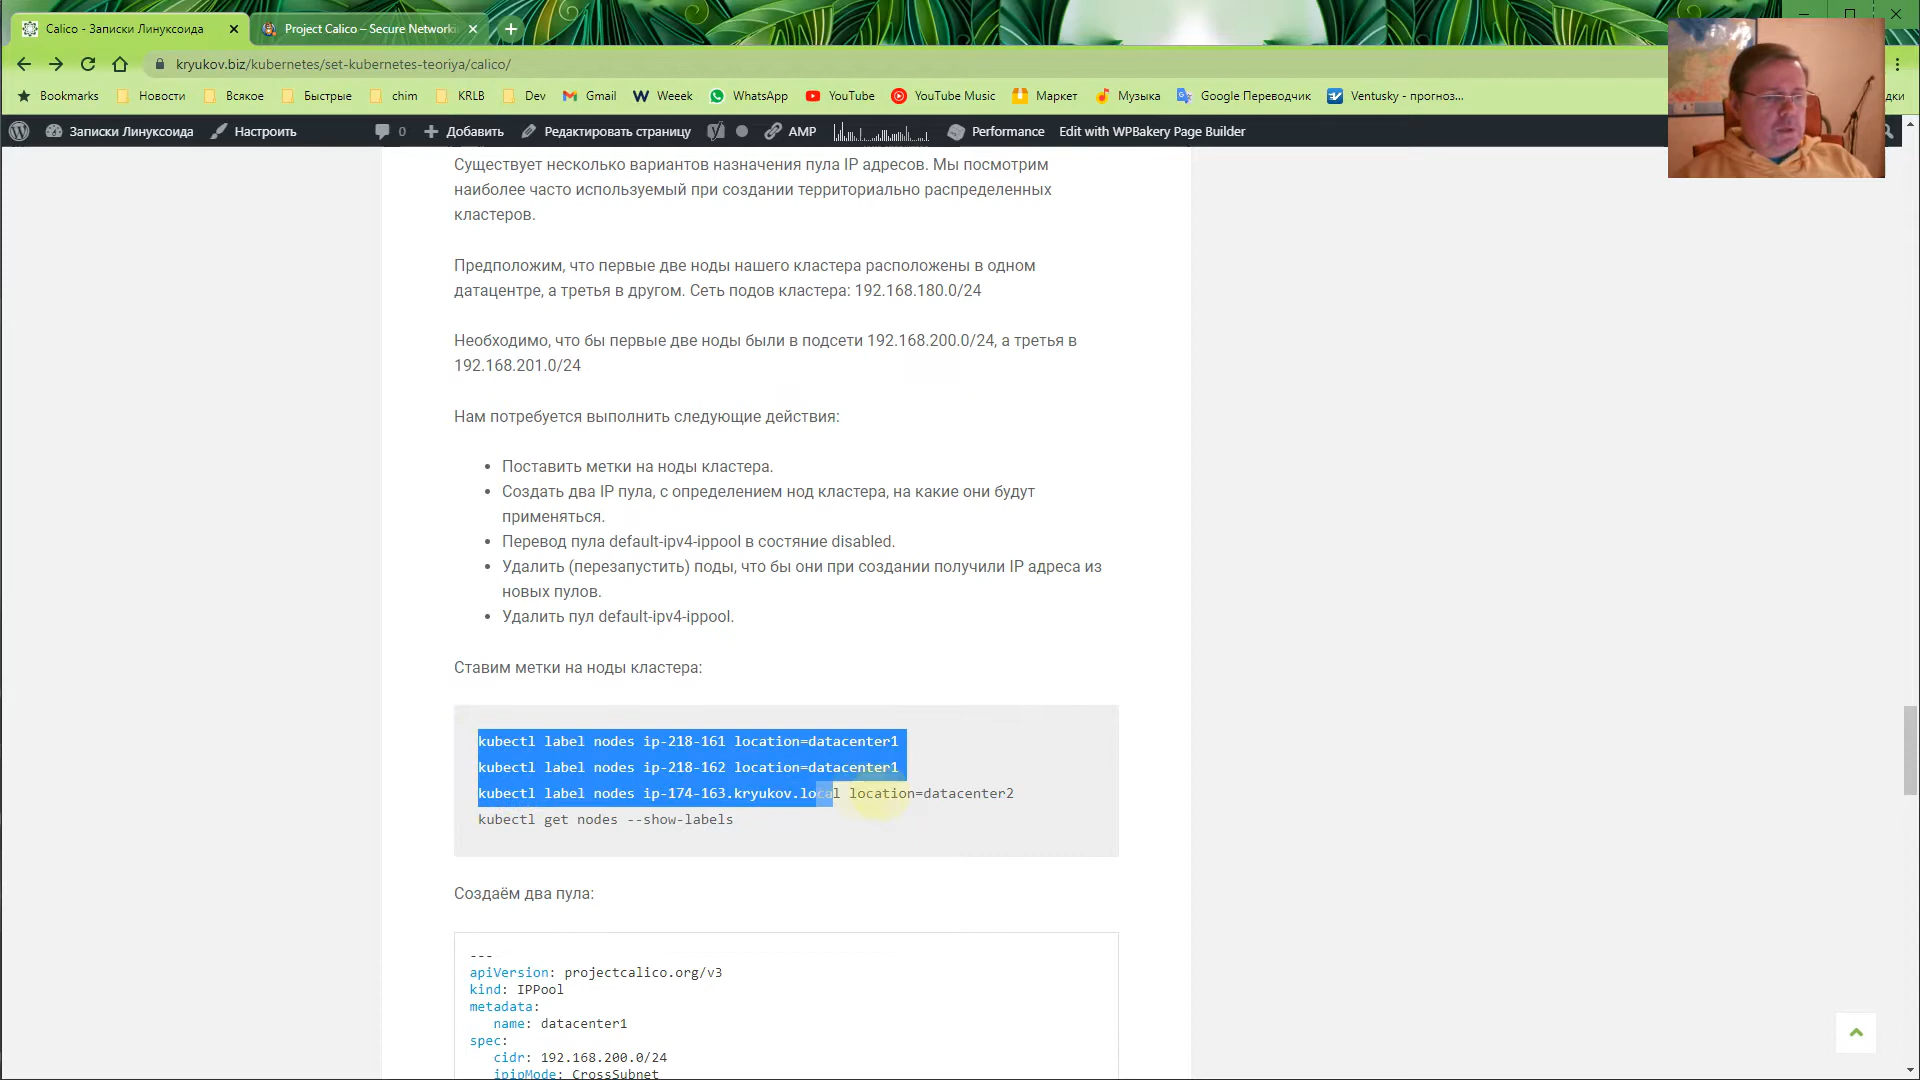 Calico - Записки Линуксоида
Project Calico – Secure Networki
kryukov.biz/kubernetes/set-kubernetes-teoriya/calico/
Bookmarks Новости Всякое Быстрые chim KRLB Dev Gmail Weeek WhatsApp YouTube YouTube Music Маркет Музыка Google Переводчик Ventusky - прогноз... дки
Записки Линуксоида Настроить 0 Добавить Редактировать страницу AMP Performance Edit with WPBakery Page Builder
Существует несколько вариантов назначения пула IP адресов. Мы посмотрим
наиболее часто используемый при создании территориально распределенных
кластеров.
Предположим, что первые две ноды нашего кластера расположены в одном
датацентре, а третья в другом. Сеть подов кластера: 192.168.180.0/24
Необходимо, что бы первые две ноды были в подсети 192.168.200.0/24, а третья в
192.168.201.0/24
Нам потребуется выполнить следующие действия:
• Поставить метки на ноды кластера.
• Создать два IP пула, с определением нод кластера, на какие они будут
применяться.
• Перевод пула default-ipv4-ippool в состяние disabled.
• Удалить (перезапустить) поды, что бы они при создании получили IP адреса из
новых пулов.
• Удалить пул default-ipv4-ippool.
Ставим метки на ноды кластера:
kubectl label nodes ip-218-161 location=datacenter1
kubectl label nodes ip-218-162 location=datacenter1
kubectl label nodes ip-174-163.kryukov.local location=datacenter2
kubectl get nodes --show-labels
Создаём два пула:
---
apiVersion: projectcalico.org/v3
kind: IPPool
metadata:
name: datacenter1
spec:
cidr: 192.168.200.0/24
ipipMode: CrossSubnet